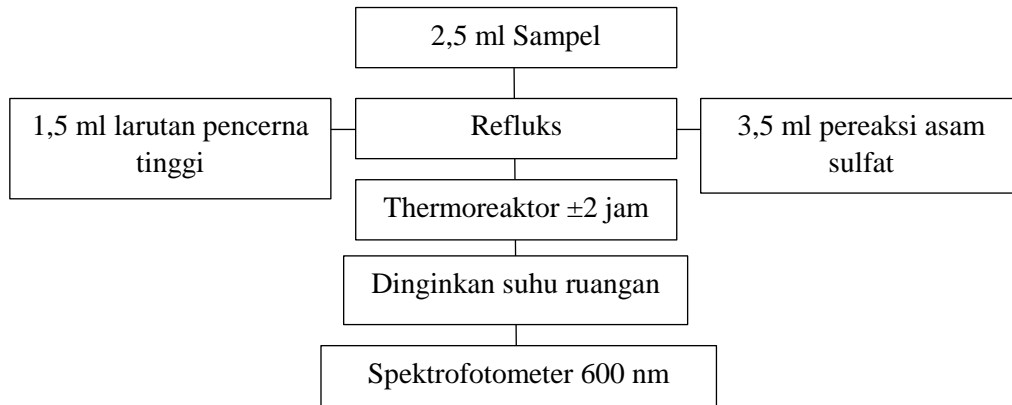 2,5 ml Sampel
1,5 ml larutan pencerna
tinggi
Refluks
3,5 ml pereaksi asam
sulfat
Thermoreaktor ±2 jam
Dinginkan suhu ruangan
Spektrofotometer 600 nm